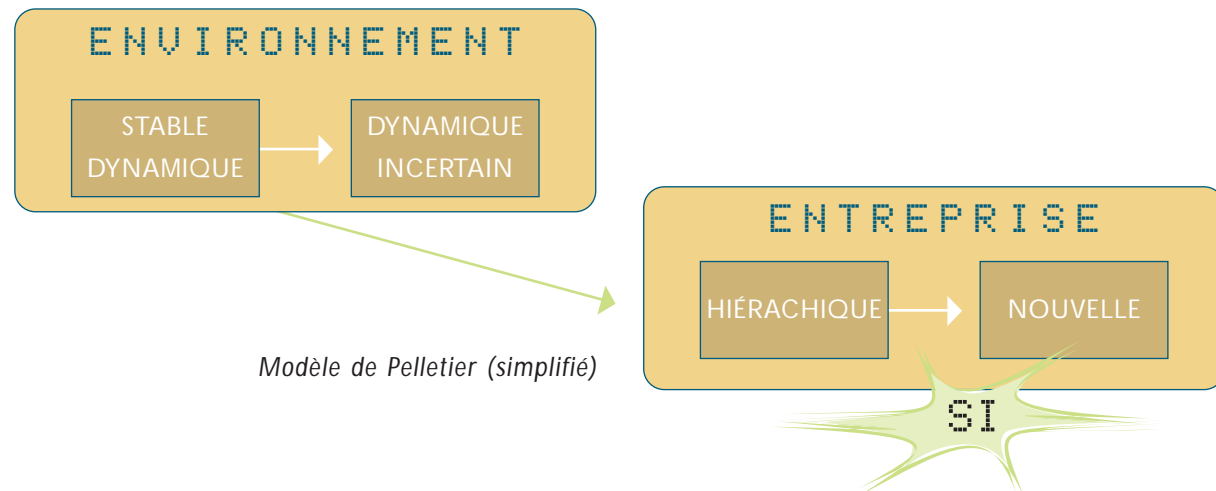 ENVIRONNEMENT
STABLE
DYNAMIQUE
DYNAMIQUE
INCERTAIN
ENTREPRISE
HIÉRACHIQUE
NOUVELLE
Modèle de Pelletier (simplifié)
SI